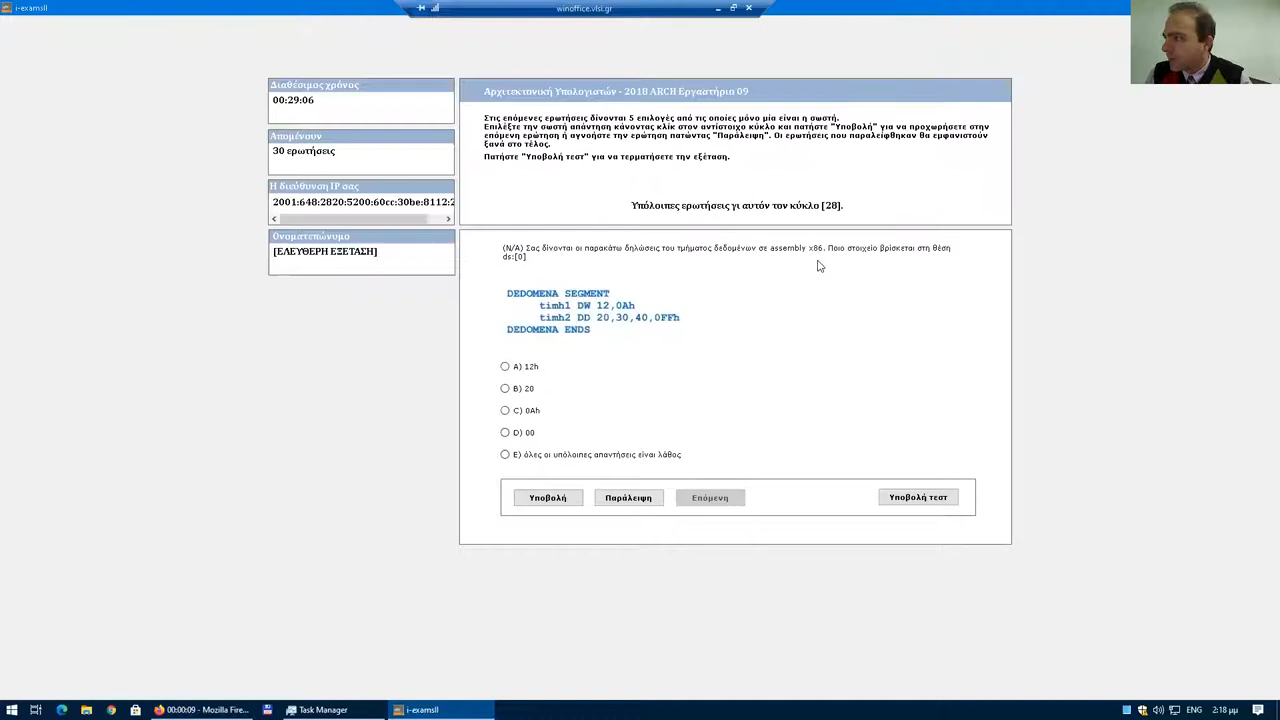 i-examsII
winoffice.vlsi.gr
Διαθέσιμος χρόνος
00:29:06
Απομένουν
30 ερωτήσεις
Η διεύθυνση IP σας
2001:648:2820:5200:60cc:30be:8112:2
Ονοματεπώνυμο
[ΕΛΕΥΘΕΡΗ ΕΞΕΤΑΣΗ]
Αρχιτεκτονική Υπολογιστών - 2018 ARCH Εργαστήριο 09
Στις επόμενες ερωτήσεις δίνονται 5 επιλογές από τις οποίες μόνο μία είναι η σωστή.
Επιλέξτε την σωστή απάντηση κάνοντας κλίκ στον αντίστοιχο κύκλο και πατήστε "Υποβολή" για να προχωρήσετε στην
επόμενη ερώτηση ή αγνοήστε την ερώτηση πατώντας "Παράλειψη". Οι ερωτήσεις που παραλείφθηκαν θα εμφανιστούν
ξανά στο τέλος.
Πατήστε "Υποβολή τεστ" για να τερματήσετε την εξέταση.
Υπόλοιπες ερωτήσεις γι αυτόν τον κύκλο [28].
(N/A) Σας δίνονται οι παρακάτω δηλώσεις του τμήματος δεδομένων σε assembly x86. Ποιο στοιχείο βρίσκεται στη θέση
ds:[0]
DEDOMENA SEGMENT
timh1 DW 12,0Ah
timh2 DD 20,30,40,0FFh
DEDOMENA ENDS
A) 12h
B) 20
C) 0Ah
D) 00
E) όλες οι υπόλοιπες απαντήσεις είναι λάθος
Υποβολή
Παράλειψη
Επόμενη
Υποβολή τεστ
00:00:09 - Mozilla Fire...
Task Manager
i-examsII
ENG
2:18 μμ